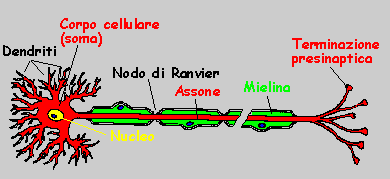 Corpo cellulare
(soma)
Dendriti
Terminazione
presinaptica
Nodo di Ranvier
Assone
Mielina
Nucleo